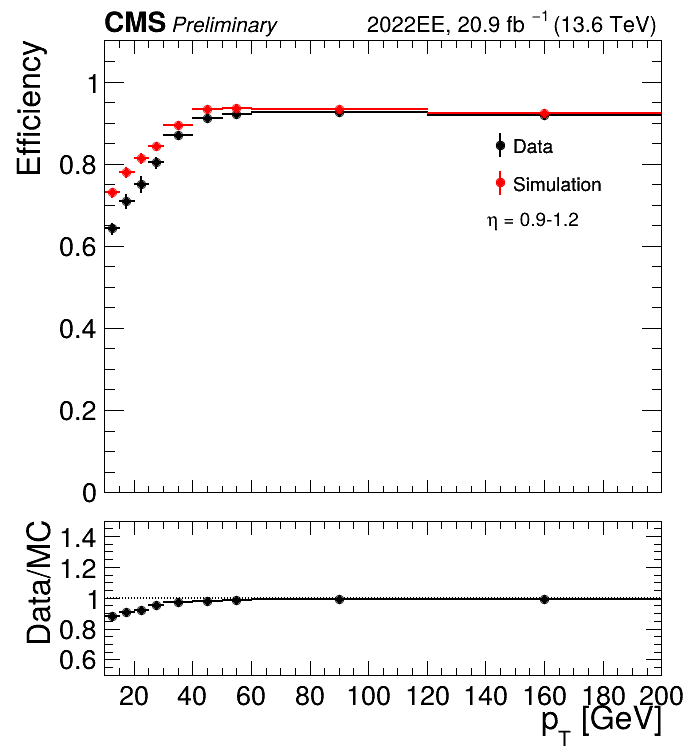 CMS Preliminary 2022EE, 20.9 fb ⁻¹ (13.6 TeV)
Efficiency
1
0.8
0.6
0.4
0.2
0
Data
Simulation
η = 0.9-1.2
Data/MC
1.4
1.2
1
0.8
0.6
20 40 60 80 100 120 140 160 180 200
p_T [GeV]